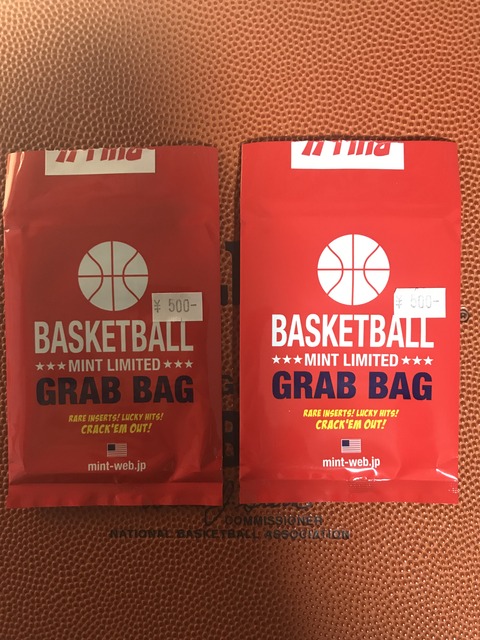 ¥ 500-
BASKETBALL
★★★MINT LIMITED★★★
GRAB BAG
RARE INSERTS! LUCKY HITS!
CRACK'EM OUT!
mint-web.jp
¥ 500-
BASKETBALL
★★★MINT LIMITED★★★
GRAB BAG
RARE INSERTS! LUCKY HITS!
CRACK'EM OUT!
mint-web.jp
COMMISSIONER
NATIONAL BASKETBALL ASSOCIATION